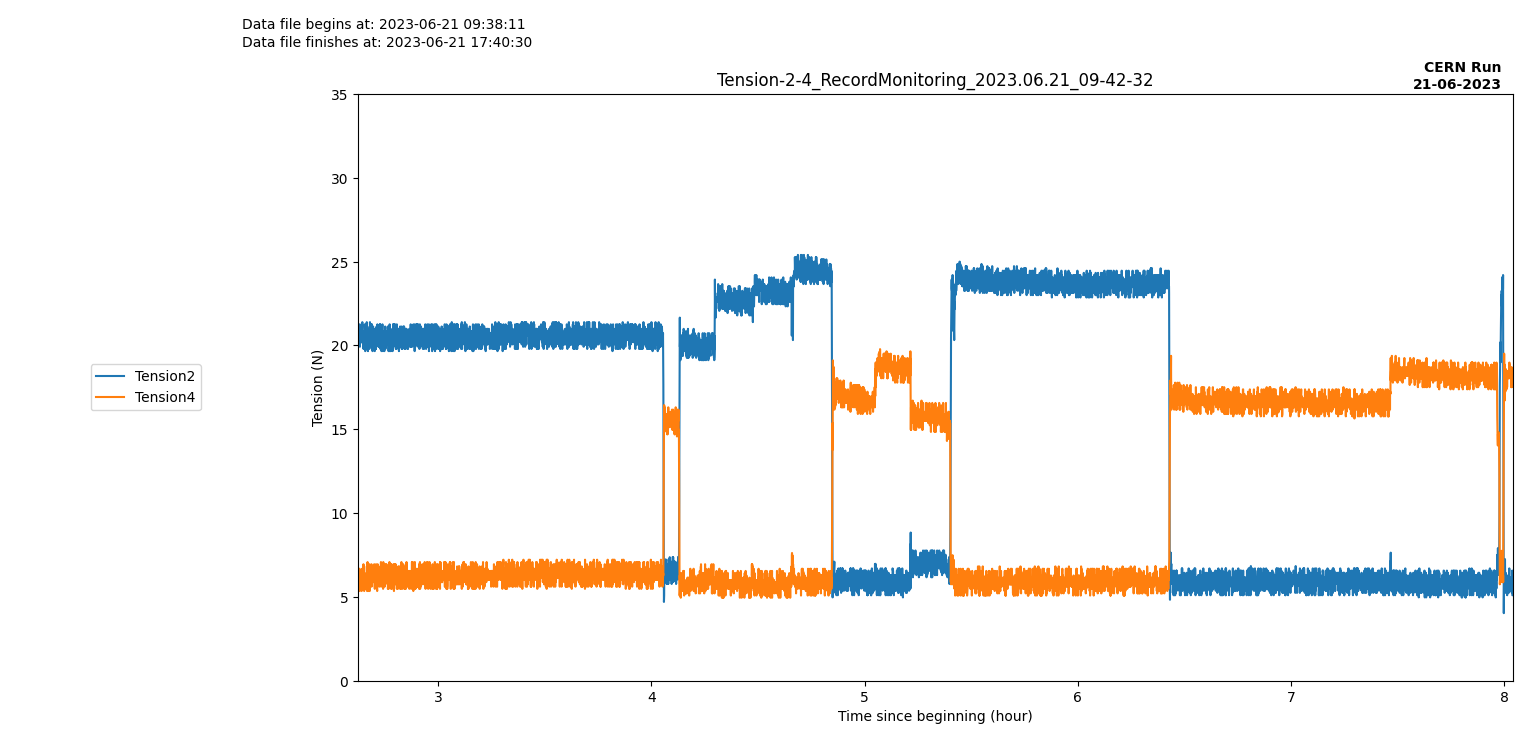 Data file begins at: 2023-06-21 09:38:11
Data file finishes at: 2023-06-21 17:40:30
CERN Run
21-06-2023
Tension-2-4_RecordMonitoring_2023.06.21_09-42-32
35
30
25
20
15
10
5
0
Tension (N)
Tension2
Tension4
3
4
5
6
7
8
Time since beginning (hour)